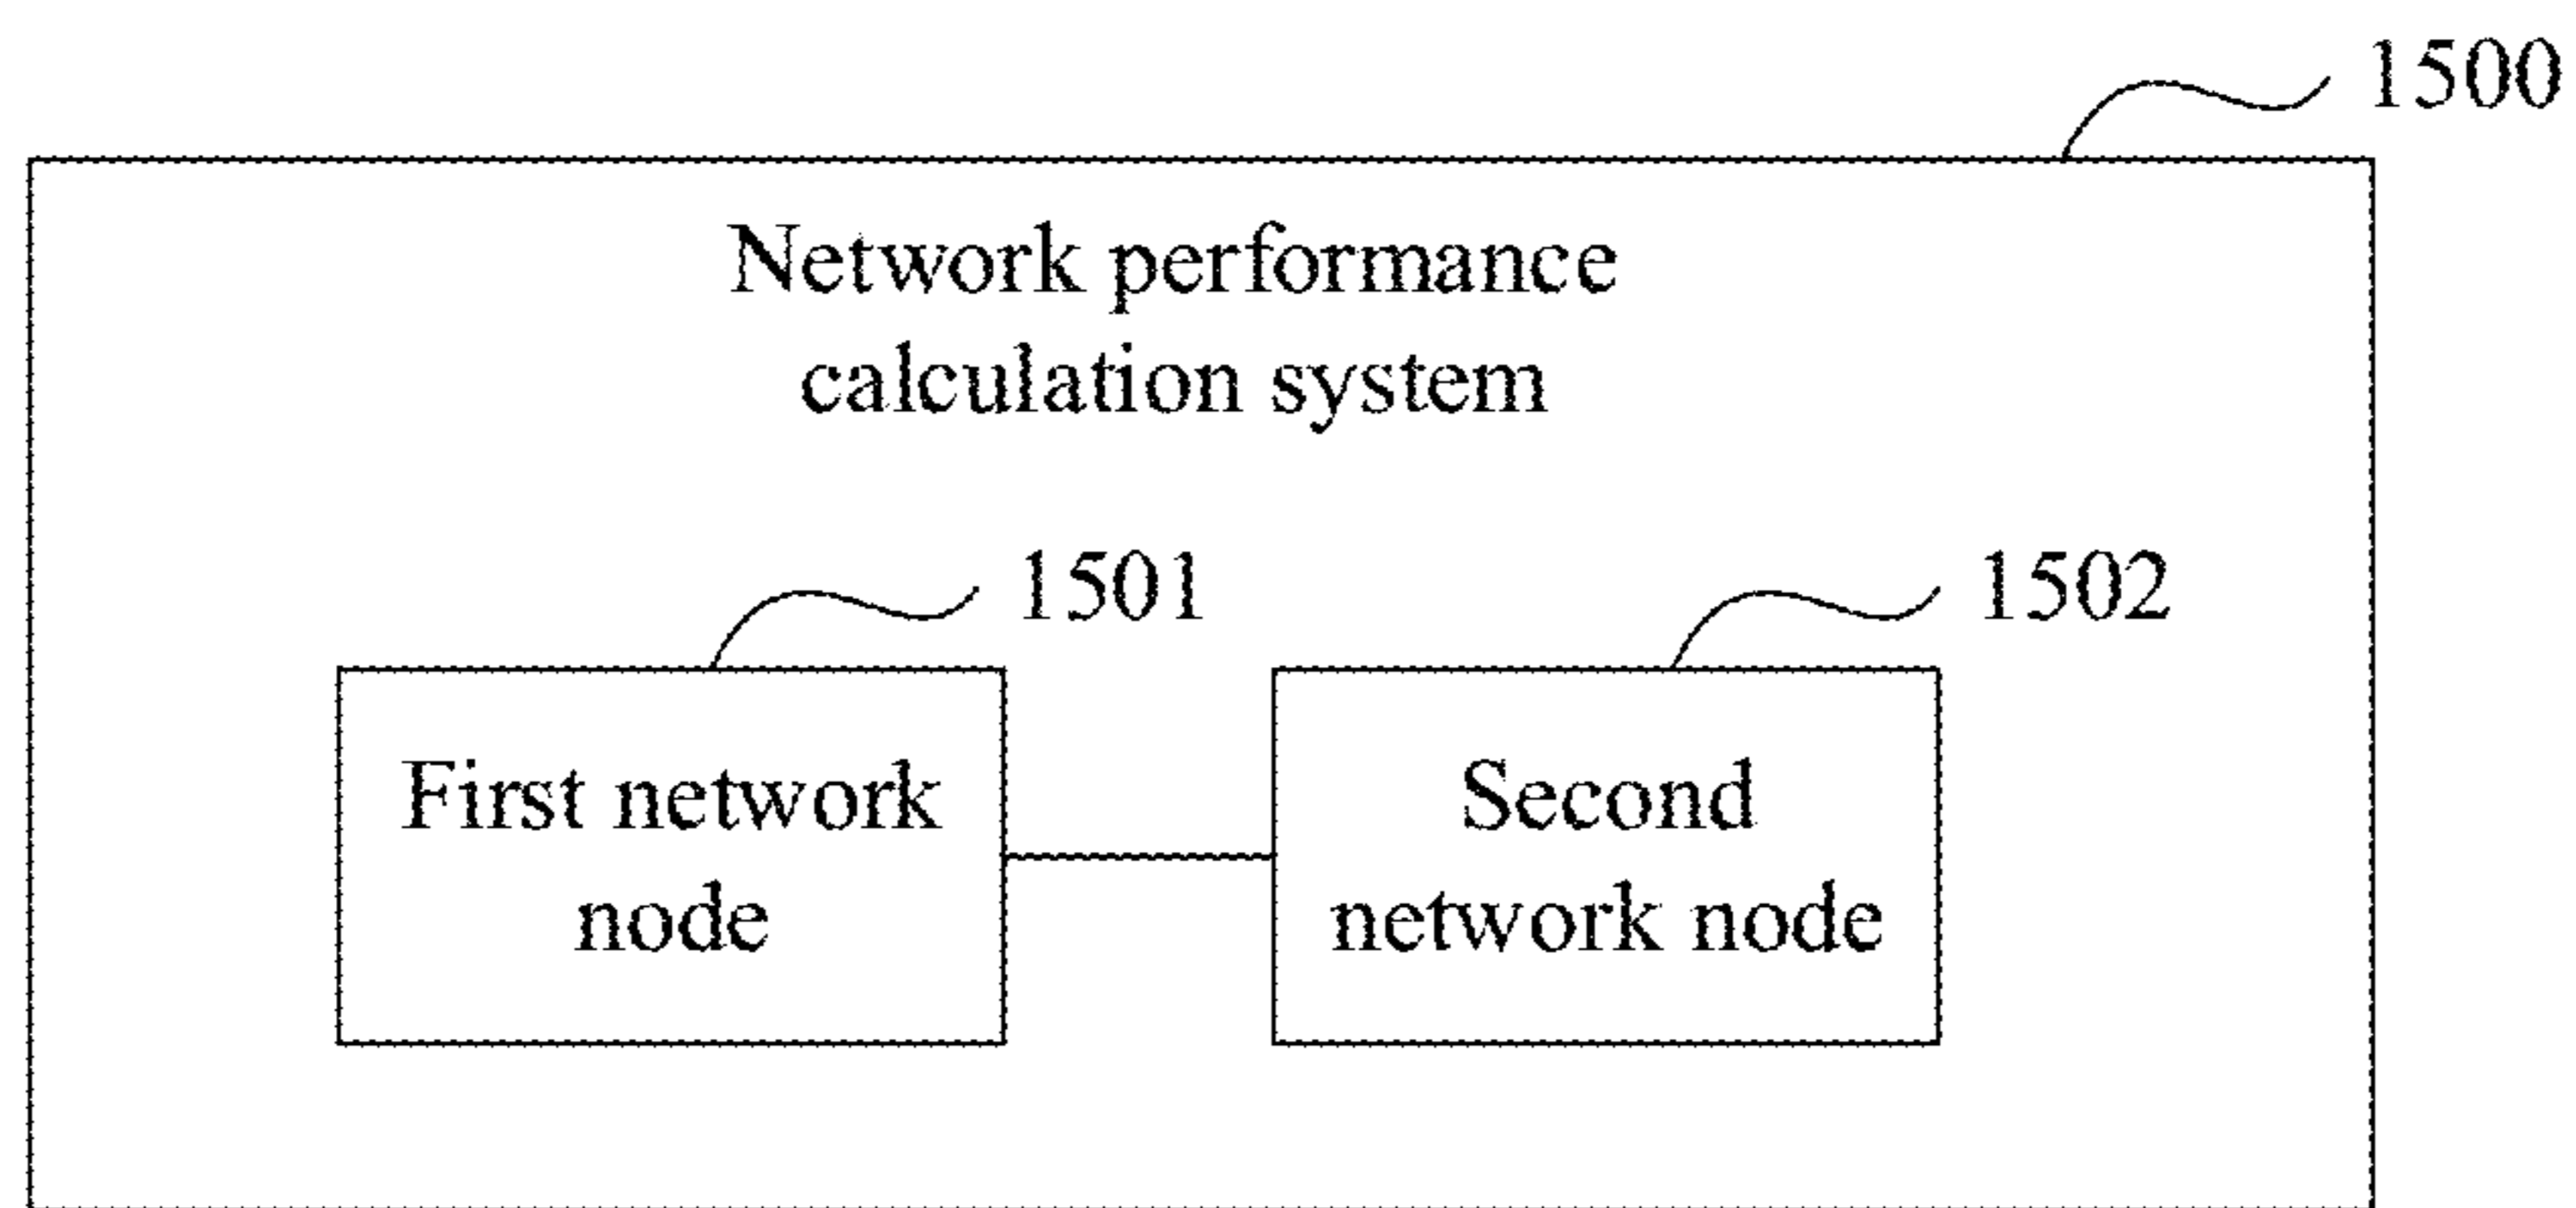 1500
Network performance
calculation system
1501
1502
First network
node
Second
network node